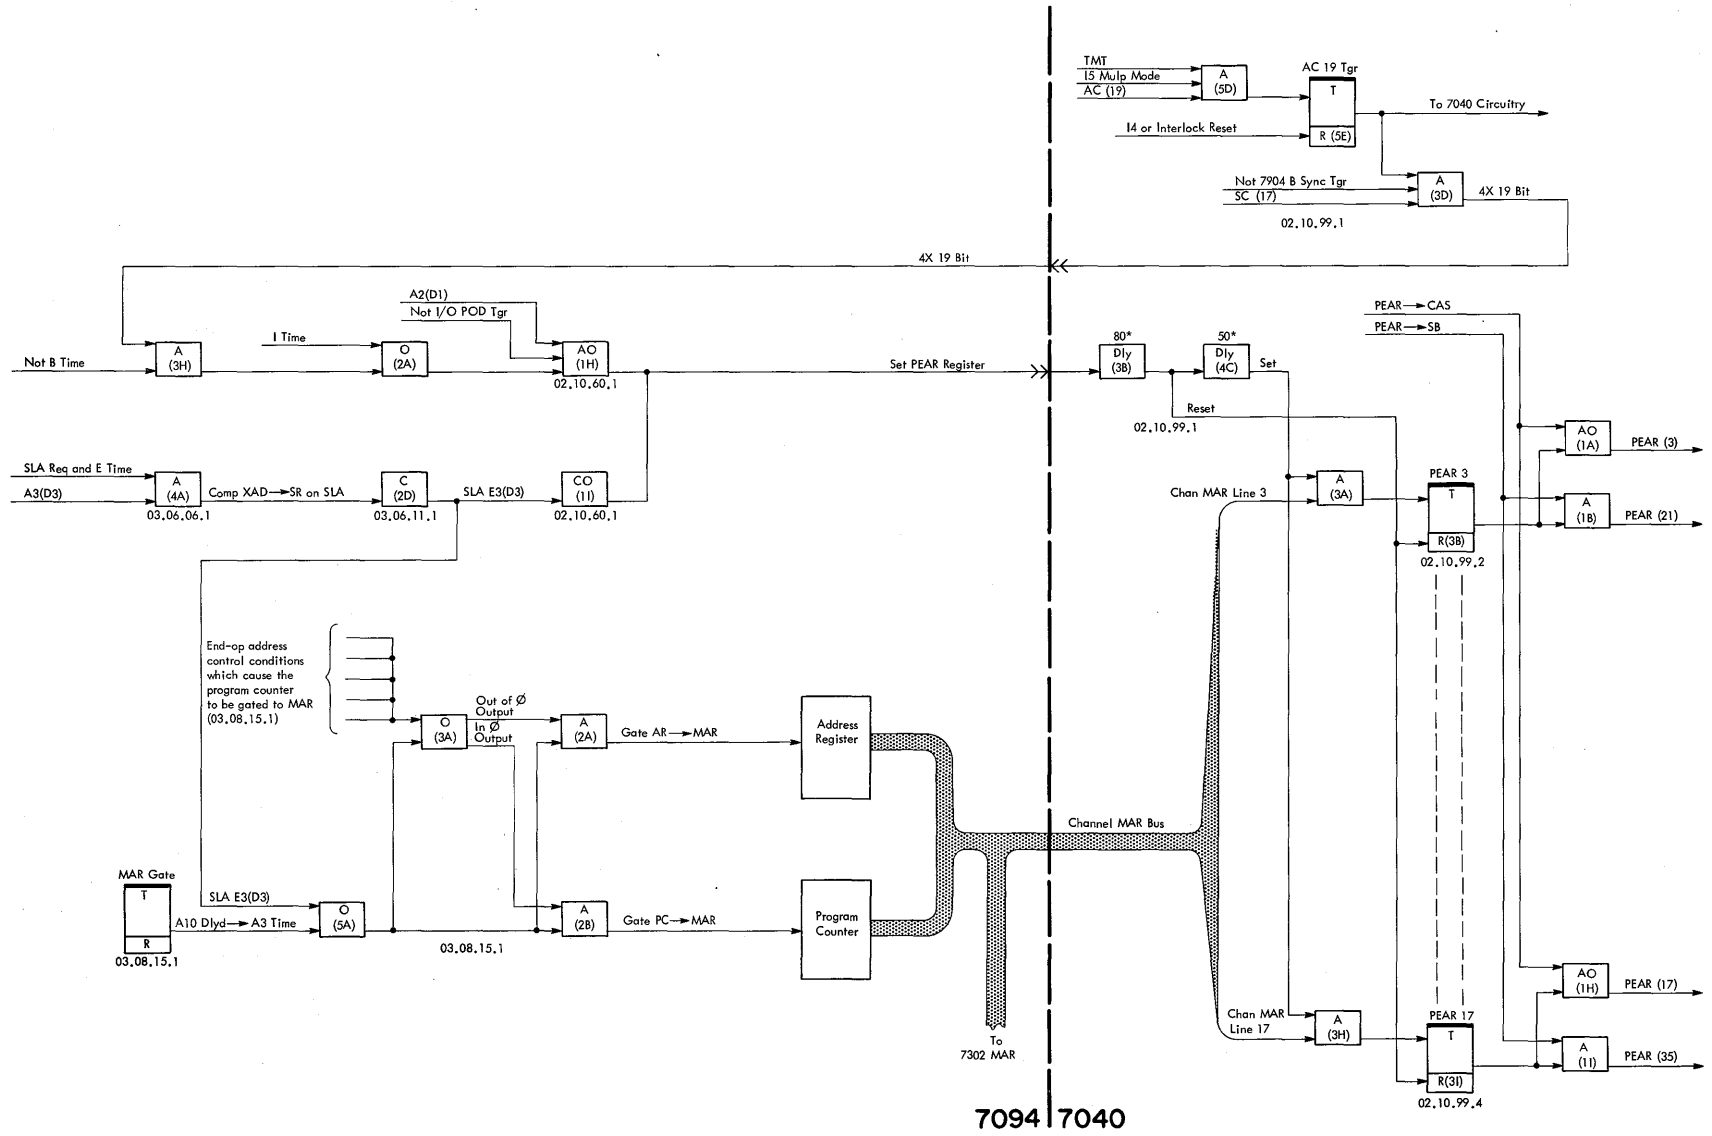 TMT
I5 Mulp Mode
AC (19)
A
(5D)
AC 19 Tgr
T
R (5E)
To 7040 Circuitry
I4 or Interlock Reset
Not 7904 B Sync Tgr
SC (17)
A
(3D)
4X 19 Bit
02.10.99.1
4X 19 Bit
A2(D1)
Not I/O POD Tgr
I Time
Not B Time
A
(3H)
O
(2A)
AO
(1H)
02.10.60.1
Set PEAR Register
80*
Dly
(3B)
50*
Dly
(4C)
Set
Reset
02.10.99.1
PEAR→CAS
PEAR→SB
AO
(1A)
PEAR (3)
SLA Req and E Time
A3(D3)
A
(4A)
03.06.06.1
Comp XAD→SR on SLA
C
(2D)
03.06.11.1
SLA E3(D3)
CO
(1I)
02.10.60.1
Chan MAR Line 3
A
(3A)
PEAR 3
T
R(3B)
02.10.99.2
A
(1B)
PEAR (21)
End-op address
control conditions
which cause the
program counter
to be gated to MAR
(03.08.15.1)
O
(3A)
Out of Ø
Output
In Ø
Output
A
(2A)
Gate AR→MAR
Address
Register
Channel MAR Bus
MAR Gate
T
R
03.08.15.1
SLA E3(D3)
A10 Dlyd→A3 Time
O
(5A)
03.08.15.1
A
(2B)
Gate PC→MAR
Program
Counter
To
7302 MAR
Chan MAR
Line 17
A
(3H)
PEAR 17
T
R(3I)
02.10.99.4
AO
(1H)
PEAR (17)
A
(1I)
PEAR (35)
7094 7040